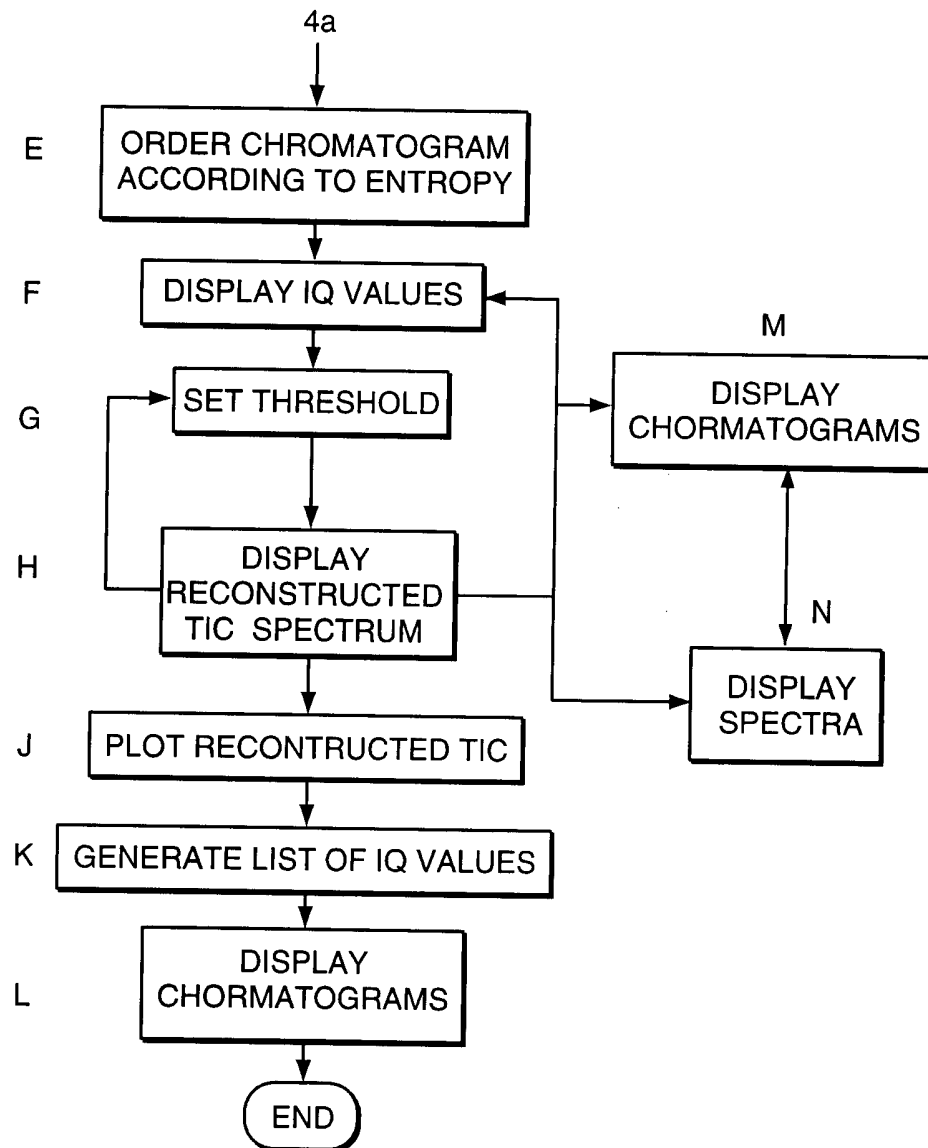 4a
E
ORDER CHROMATOGRAM
ACCORDING TO ENTROPY
F
DISPLAY IQ VALUES
G
SET THRESHOLD
H
DISPLAY
RECONSTRUCTED
TIC SPECTRUM
M
DISPLAY
CHORMATOGRAMS
N
DISPLAY
SPECTRA
J
PLOT RECONTRUCTED TIC
K
GENERATE LIST OF IQ VALUES
L
DISPLAY
CHORMATOGRAMS
END